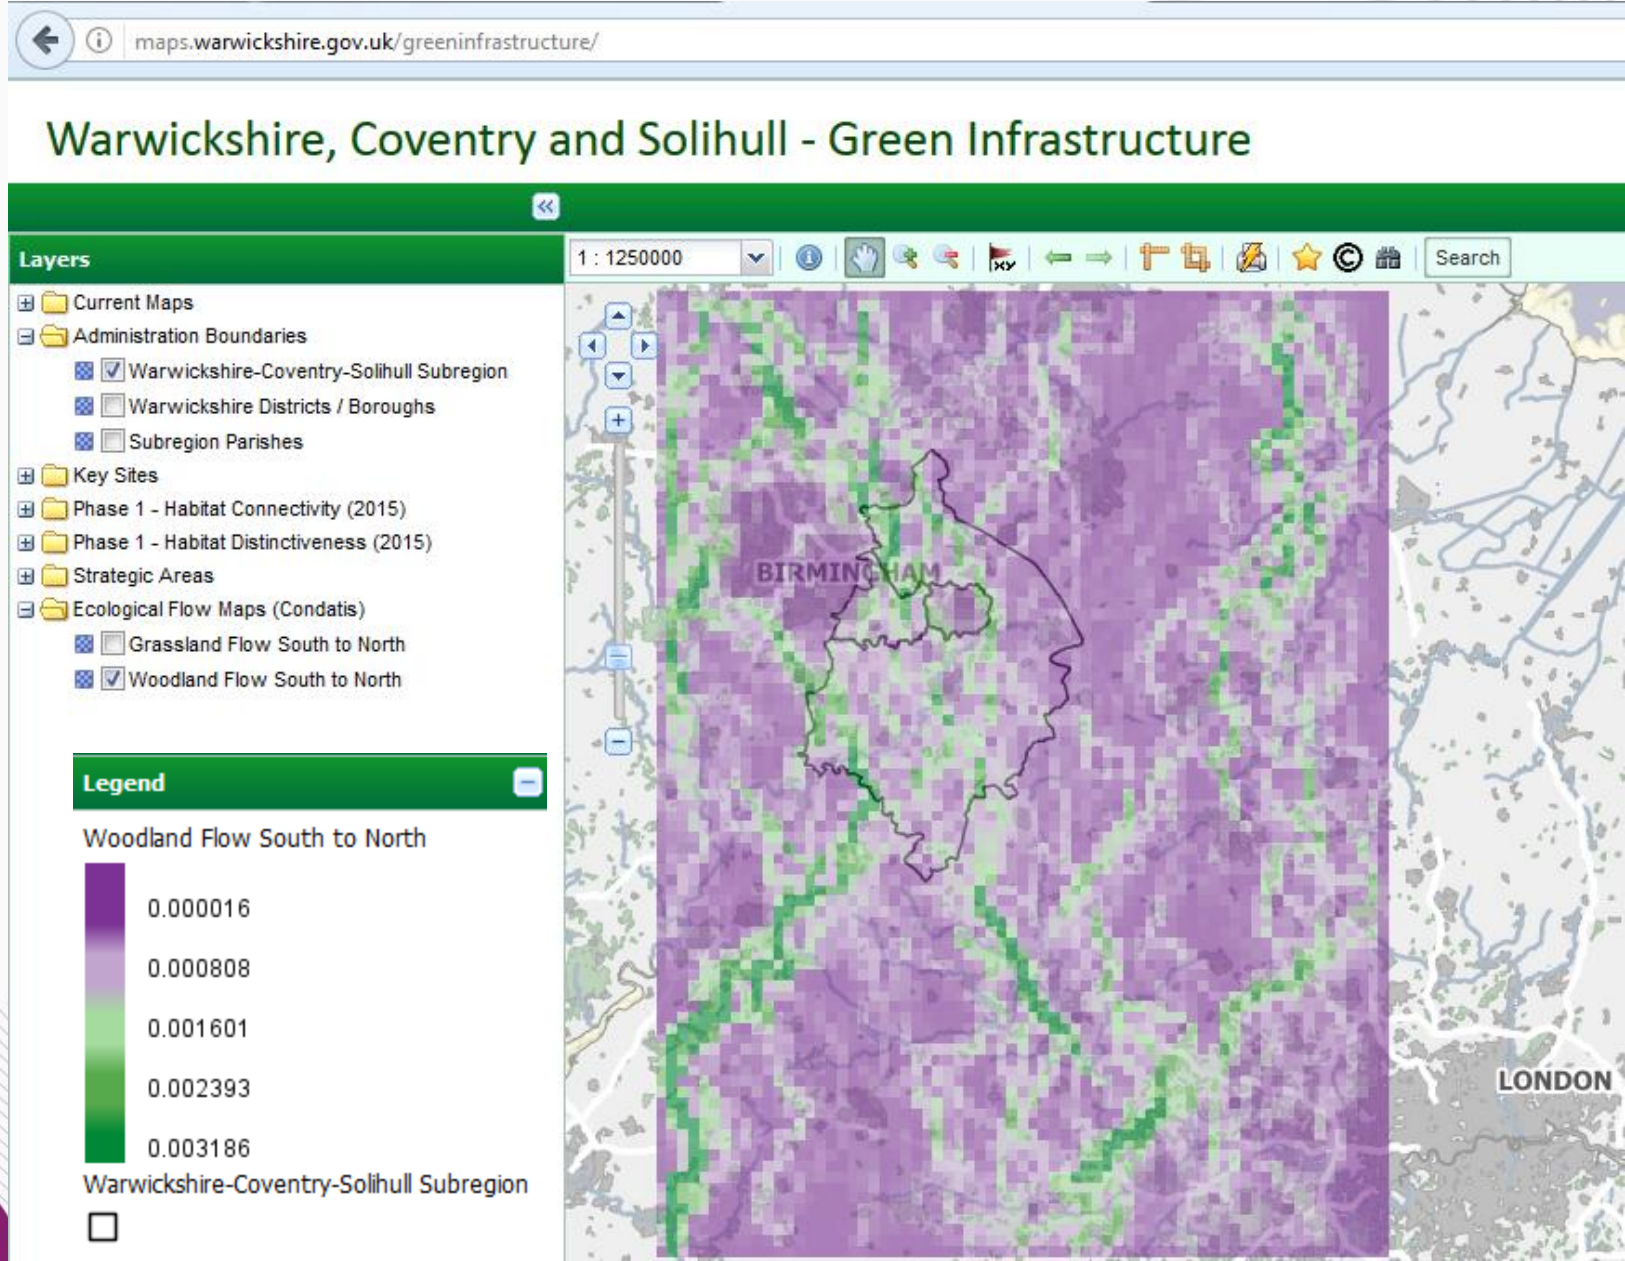 maps.warwickshire.gov.uk/greeninfrastructure/
Warwickshire, Coventry and Solihull - Green Infrastructure
Layers
1 : 1250000
XY
Search
Current Maps
Administration Boundaries
Warwickshire-Coventry-Solihull Subregion
Warwickshire Districts / Boroughs
Subregion Parishes
Key Sites
Phase 1 - Habitat Connectivity (2015)
Phase 1 - Habitat Distinctiveness (2015)
Strategic Areas
Ecological Flow Maps (Condatis)
Grassland Flow South to North
Woodland Flow South to North
BIRMINGHAM
LONDON
Legend
Woodland Flow South to North
0.000016
0.000808
0.001601
0.002393
0.003186
Warwickshire-Coventry-Solihull Subregion